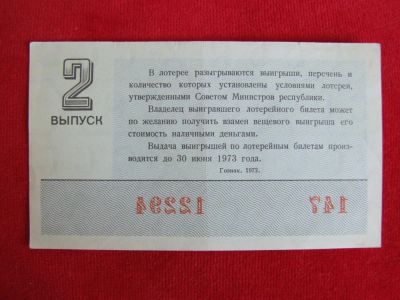 2
ВЫПУСК
В лотерее разыгрываются выигрыши, перечень и
количество которых установлены условиями лотереи,
утвержденными Советом Министров республики.
Владелец выигравшего лотерейного билета может
по желанию получить взамен вещевого выигрыша его
стоимость наличными деньгами.
Выдача выигрышей по лотерейным билетам произ-
водится до 30 июня 1973 года.
Гознак. 1973.
12294 147